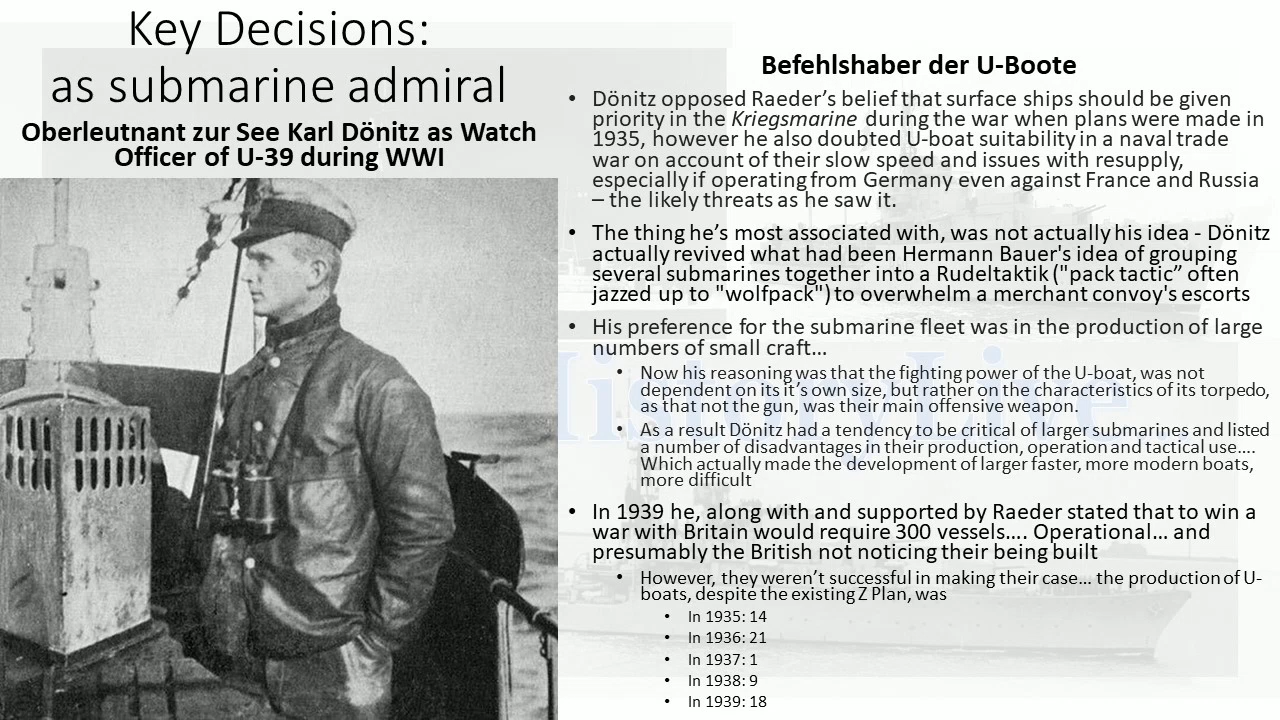 Key Decisions:
as submarine admiral
Oberleutnant zur See Karl Dönitz as Watch
Officer of U-39 during WWI
Befehlshaber der U-Boote
• Dönitz opposed Raeder’s belief that surface ships should be given
priority in the Kriegsmarine during the war when plans were made in
1935, however he also doubted U-boat suitability in a naval trade
war on account of their slow speed and issues with resupply,
especially if operating from Germany even against France and Russia
– the likely threats as he saw it.
• The thing he’s most associated with, was not actually his idea - Dönitz
actually revived what had been Hermann Bauer's idea of grouping
several submarines together into a Rudeltaktik ("pack tactic” often
jazzed up to "wolfpack") to overwhelm a merchant convoy's escorts
• His preference for the submarine fleet was in the production of large
numbers of small craft...
• Now his reasoning was that the fighting power of the U-boat, was not
dependent on its it’s own size, but rather on the characteristics of its torpedo,
as that not the gun, was their main offensive weapon.
• As a result Dönitz had a tendency to be critical of larger submarines and listed
a number of disadvantages in their production, operation and tactical use….
Which actually made the development of larger faster, more modern boats,
more difficult
• In 1939 he, along with and supported by Raeder stated that to win a
war with Britain would require 300 vessels…. Operational… and
presumably the British not noticing their being built
• However, they weren’t successful in making their case… the production of U-
boats, despite the existing Z Plan, was
• In 1935: 14
• In 1936: 21
• In 1937: 1
• In 1938: 9
• In 1939: 18